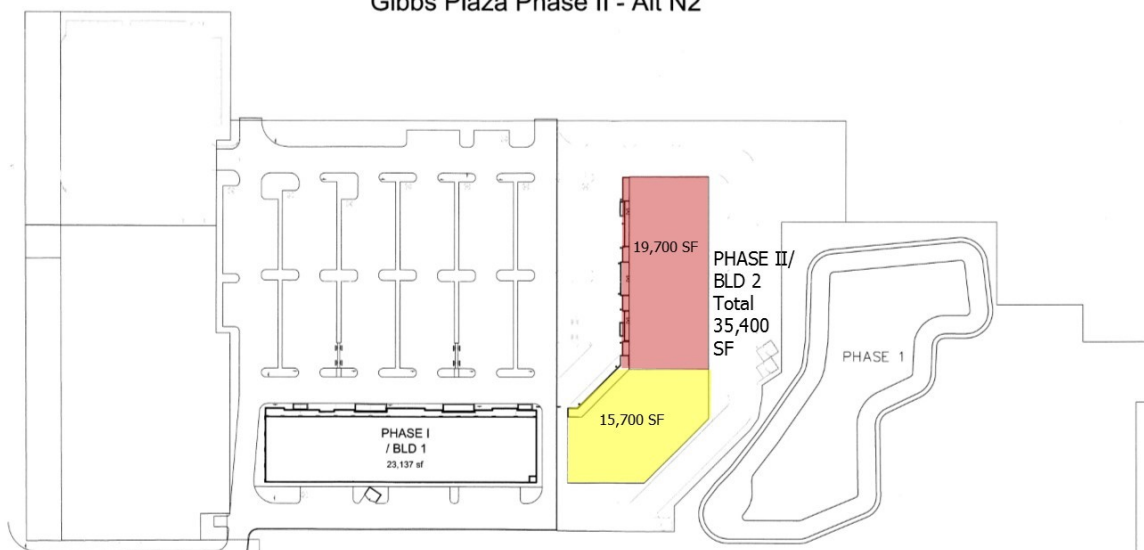 Gibbs Plaza Phase II - Alt N2
19,700 SF
PHASE II/
BLD 2
Total
35,400
SF
PHASE 1
15,700 SF
PHASE I
/ BLD 1
23,137 sf